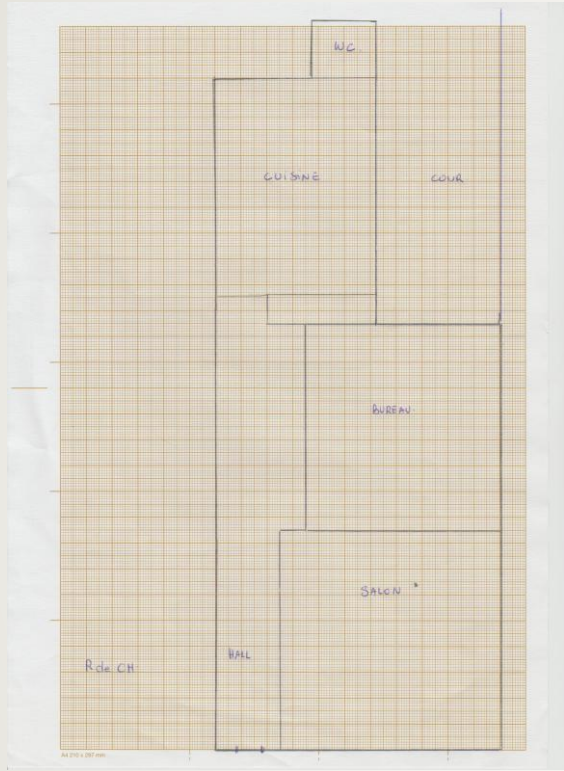 WC
CUISINE
COUR
BUREAU
SALON
HALL
R de CH
A4 210 x 297 mm